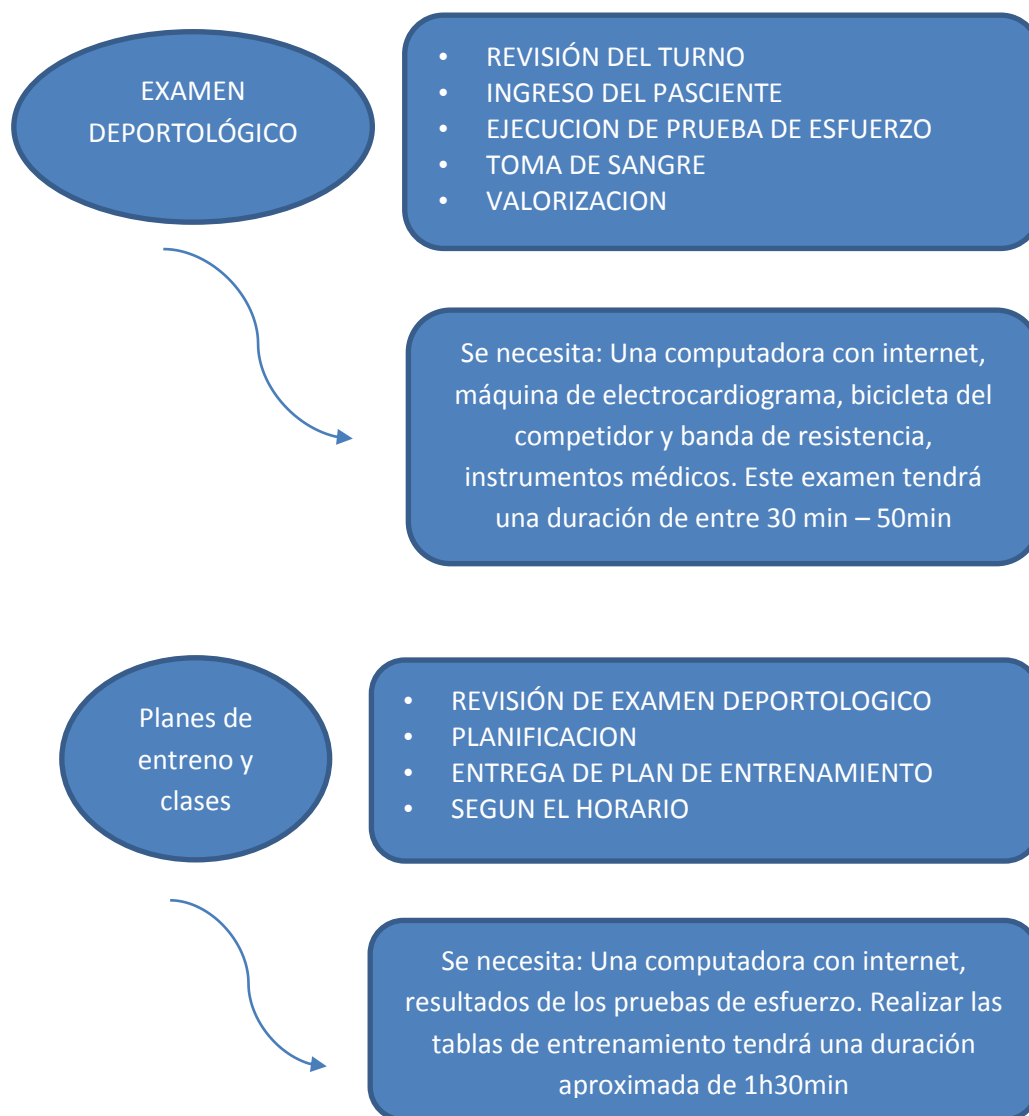 EXAMEN
DEPORTOLÓGICO
• REVISIÓN DEL TURNO
• INGRESO DEL PASCIENTE
• EJECUCION DE PRUEBA DE ESFUERZO
• TOMA DE SANGRE
• VALORIZACION
Se necesita: Una computadora con internet,
máquina de electrocardiograma, bicicleta del
competidor y banda de resistencia,
instrumentos médicos. Este examen tendrá
una duración de entre 30 min – 50min
Planes de
entreno y
clases
• REVISIÓN DE EXAMEN DEPORTOLOGICO
• PLANIFICACION
• ENTREGA DE PLAN DE ENTRENAMIENTO
• SEGUN EL HORARIO
Se necesita: Una computadora con internet,
resultados de los pruebas de esfuerzo. Realizar las
tablas de entrenamiento tendrá una duración
aproximada de 1h30min